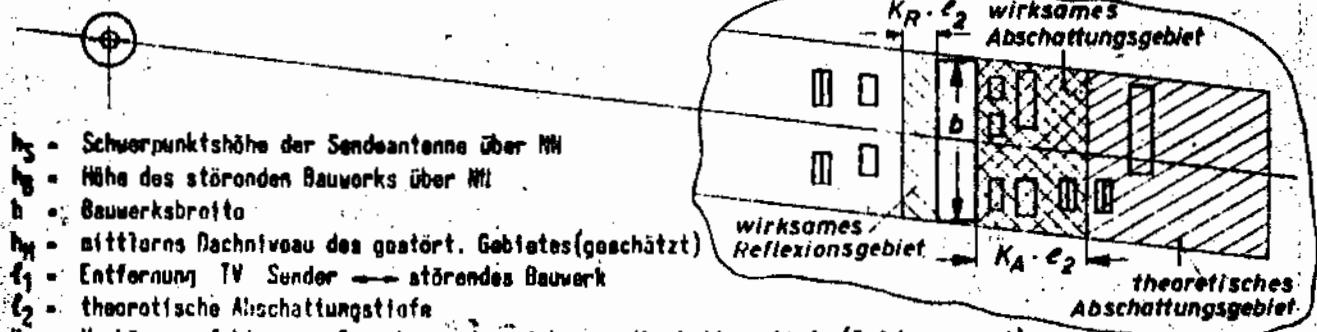 K_R · ℓ_2
wirksames
Abschattungsgebiet
b
h_S = Schwerpunktshöhe der Sendeantenne über NN
h_B = Höhe des störenden Bauwerks über NN
b = Bauwerksbreite
h_M = mittleres Dachniveau des gestört. Gebietes (geschätzt)
ℓ_1 = Entfernung TV Sender ↔ störendes Bauwerk
ℓ_2 = theoretische Abschattungstiefe
wirksames
Reflexionsgebiet
K_A · ℓ_2
theoretisches
Abschattungsgebiet